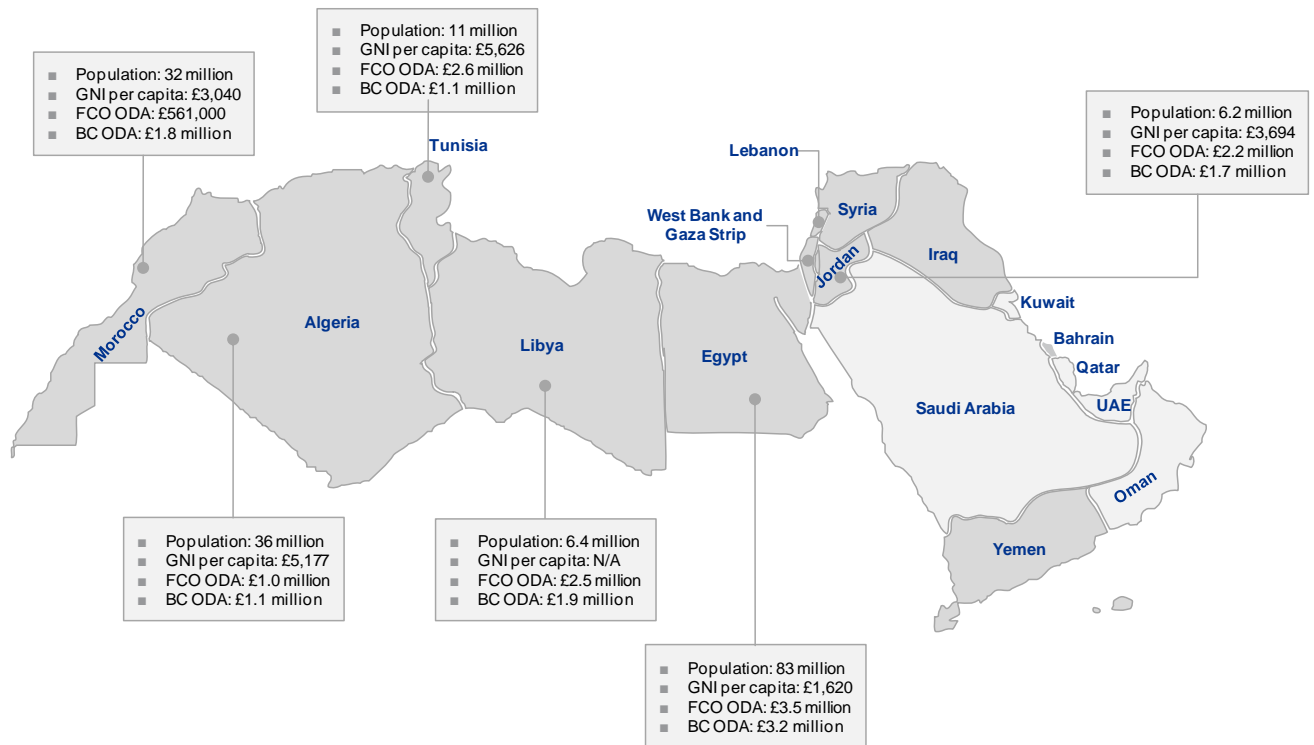 Population: 11 million
GNI per capita: £5,626
FCO ODA: £2.6 million
BC ODA: £1.1 million
Population: 32 million
GNI per capita: £3,040
FCO ODA: £561,000
BC ODA: £1.8 million
Population: 6.2 million
GNI per capita: £3,694
FCO ODA: £2.2 million
BC ODA: £1.7 million
Tunisia
Lebanon
Syria
West Bank and
Gaza Strip
Jordan
Iraq
Kuwait
Morocco
Algeria
Libya
Egypt
Bahrain
Qatar
Saudi Arabia
UAE
Oman
Yemen
Population: 36 million
GNI per capita: £5,177
FCO ODA: £1.0 million
BC ODA: £1.1 million
Population: 6.4 million
GNI per capita: N/A
FCO ODA: £2.5 million
BC ODA: £1.9 million
Population: 83 million
GNI per capita: £1,620
FCO ODA: £3.5 million
BC ODA: £3.2 million